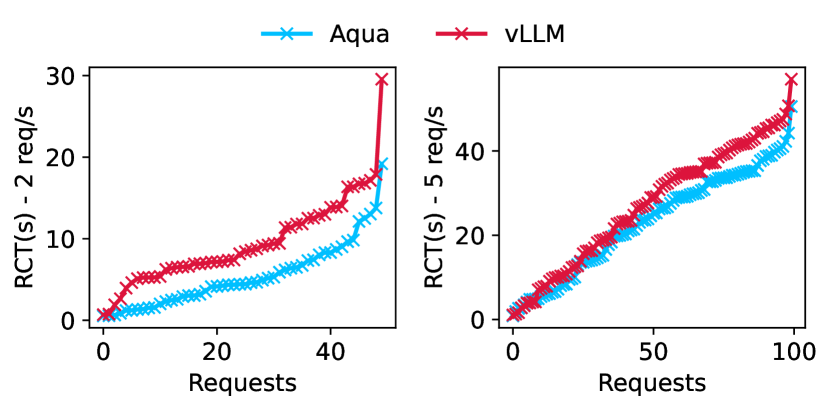 Aqua vLLM
RCT(s) - 2 req/s
30
20
10
0
0 20 40
Requests
RCT(s) - 5 req/s
40
20
0
0 50 100
Requests